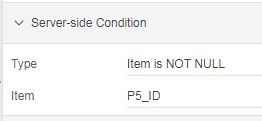 Server-side Condition
Type Item is NOT NULL
Item P5_ID